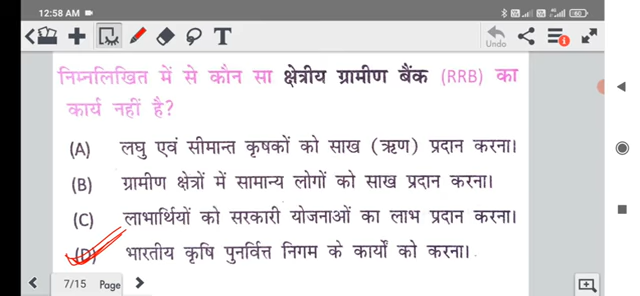 12:58 AM
60
T
Undo
निम्नलिखित में से कौन सा क्षेत्रीय ग्रामीण बैंक (RRB) का
कार्य नहीं है?
(A) लघु एवं सीमान्त कृषकों को साख (ऋण) प्रदान करना।
(B) ग्रामीण क्षेत्रों में सामान्य लोगों को साख प्रदान करना।
(C) लाभार्थियों को सरकारी योजनाओं का लाभ प्रदान करना।
(D) भारतीय कृषि पुनर्वित्त निगम के कार्यों को करना।
7/15 Page